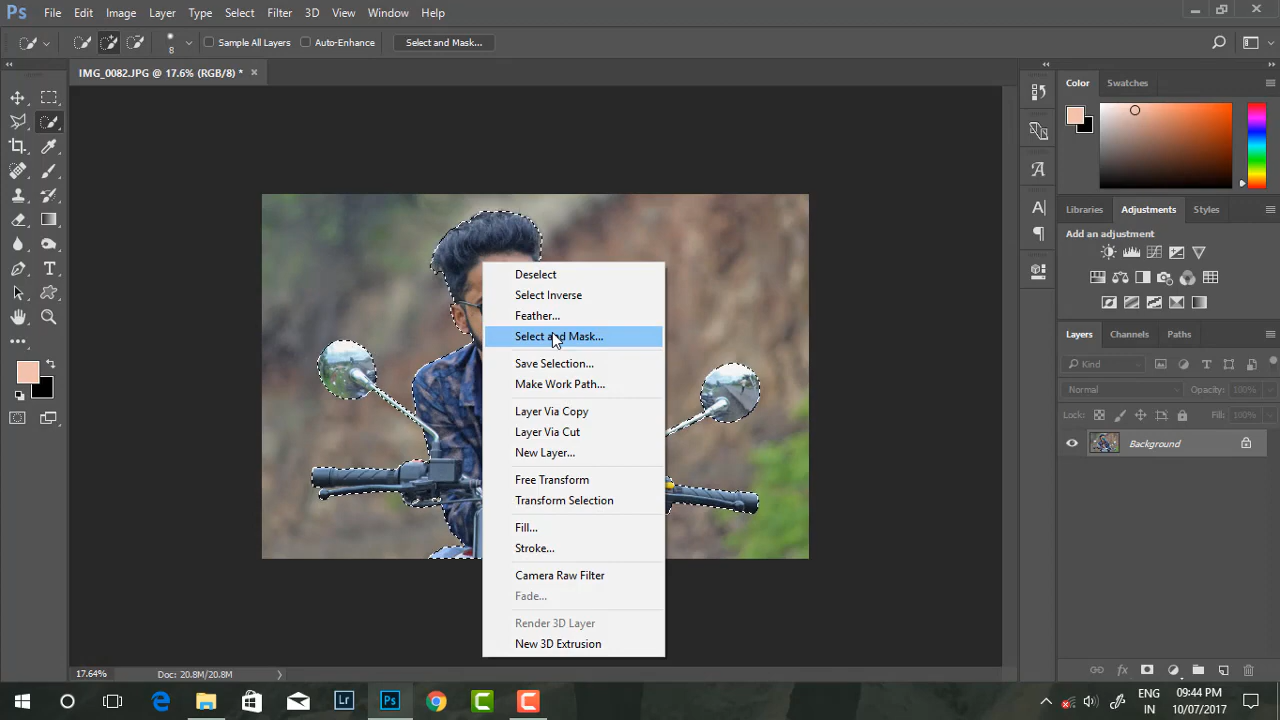 Ps File Edit Image Layer Type Select Filter 3D View Window Help
8 Sample All Layers Auto-Enhance Select and Mask...
IMG_0082.JPG @ 17.6% (RGB/8) * ×
Color Swatches
Libraries Adjustments Styles
Add an adjustment
Layers Channels Paths
Kind
Normal Opacity: 100%
Lock: Fill: 100%
Background
Deselect
Select Inverse
Feather...
Select and Mask...
Save Selection...
Make Work Path...
Layer Via Copy
Layer Via Cut
New Layer...
Free Transform
Transform Selection
Fill...
Stroke...
Camera Raw Filter
Fade...
Render 3D Layer
New 3D Extrusion
17.64% Doc: 20.8M/20.8M
Lr Ps
ENG
IN
09:44 PM
10/07/2017